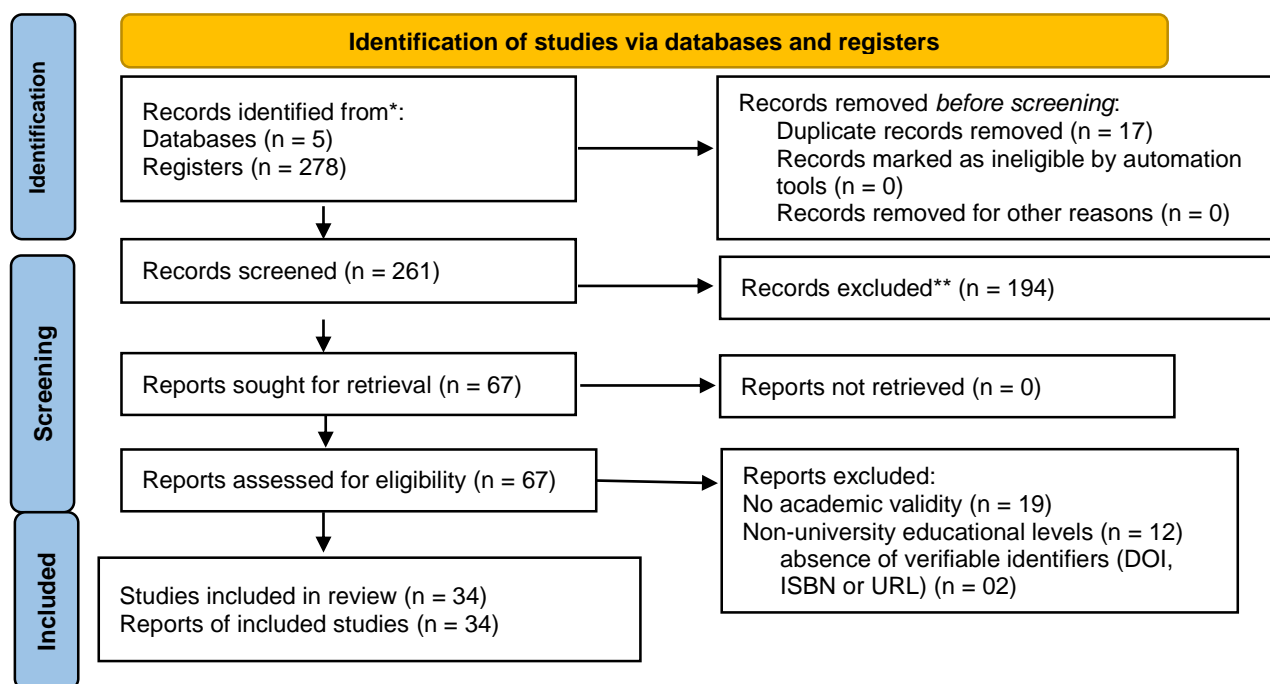 Identification of studies via databases and registers
Identification
Records identified from*:
Databases (n = 5)
Registers (n = 278)
Records removed before screening:
Duplicate records removed (n = 17)
Records marked as ineligible by automation
tools (n = 0)
Records removed for other reasons (n = 0)
Screening
Records screened (n = 261)
Records excluded** (n = 194)
Reports sought for retrieval (n = 67)
Reports not retrieved (n = 0)
Reports assessed for eligibility (n = 67)
Reports excluded:
No academic validity (n = 19)
Non-university educational levels (n = 12)
absence of verifiable identifiers (DOI,
ISBN or URL) (n = 02)
Included
Studies included in review (n = 34)
Reports of included studies (n = 34)